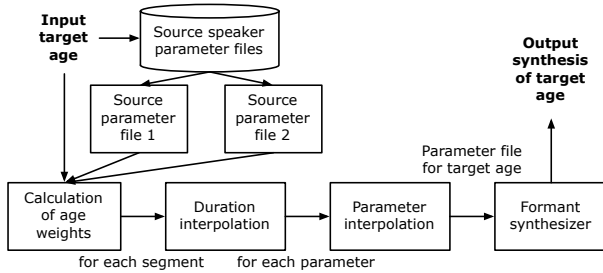 Input
target
age
Source speaker
parameter files
Output
synthesis
of target
age
Source
parameter
file 1
Source
parameter
file 2
Parameter file
for target age
Calculation
of age
weights
Duration
interpolation
Parameter
interpolation
Formant
synthesizer
for each segment
for each parameter